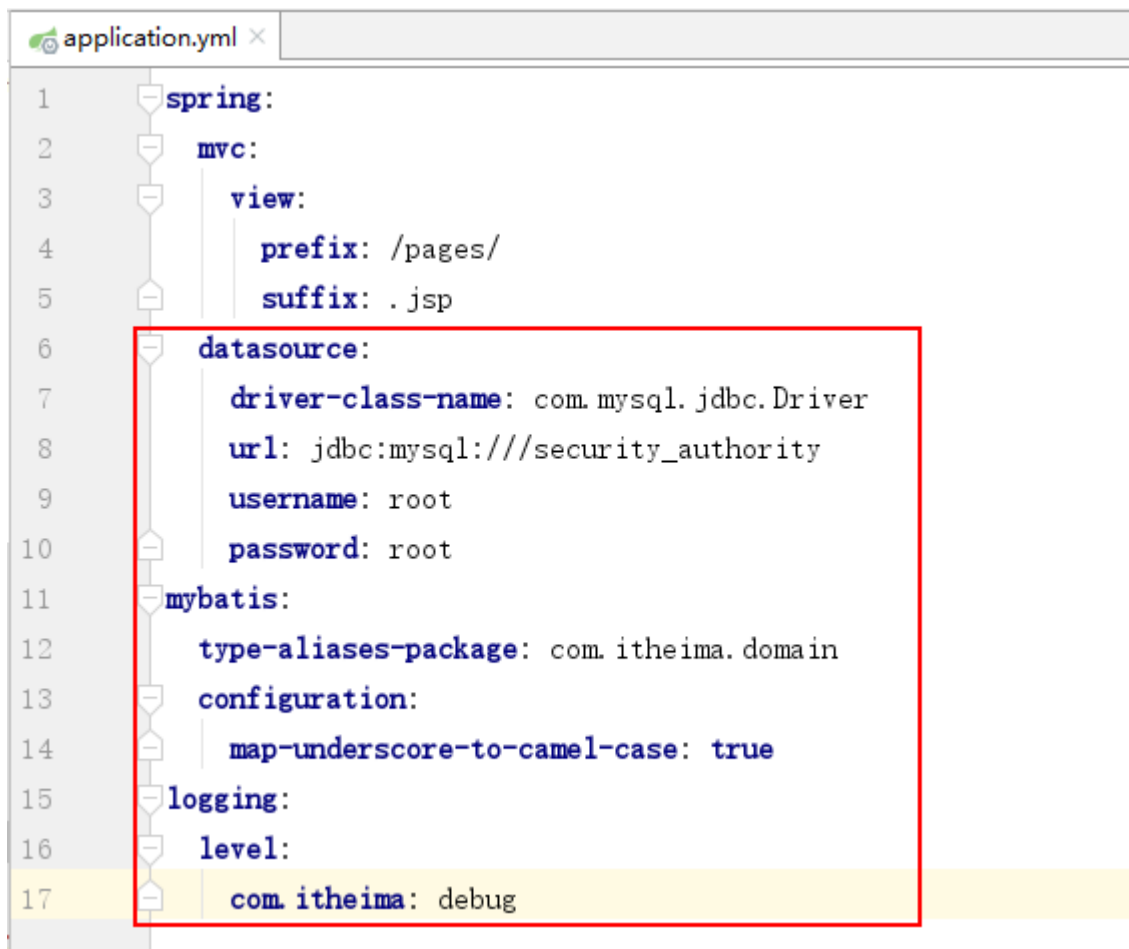 application.yml
1 spring:
2 mvc:
3 view:
4 prefix: /pages/
5 suffix: .jsp
6 datasource:
7 driver-class-name: com.mysql.jdbc.Driver
8 url: jdbc:mysql:///security_authority
9 username: root
10 password: root
11 mybatis:
12 type-aliases-package: com.itheima.domain
13 configuration:
14 map-underscore-to-camel-case: true
15 logging:
16 level:
17 com.itheima: debug